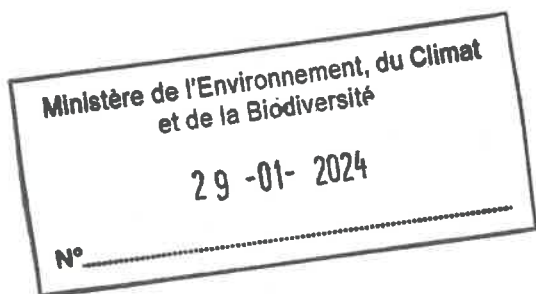 Ministère de l'Environnement, du Climat
et de la Biodiversité
29 -01- 2024
N°